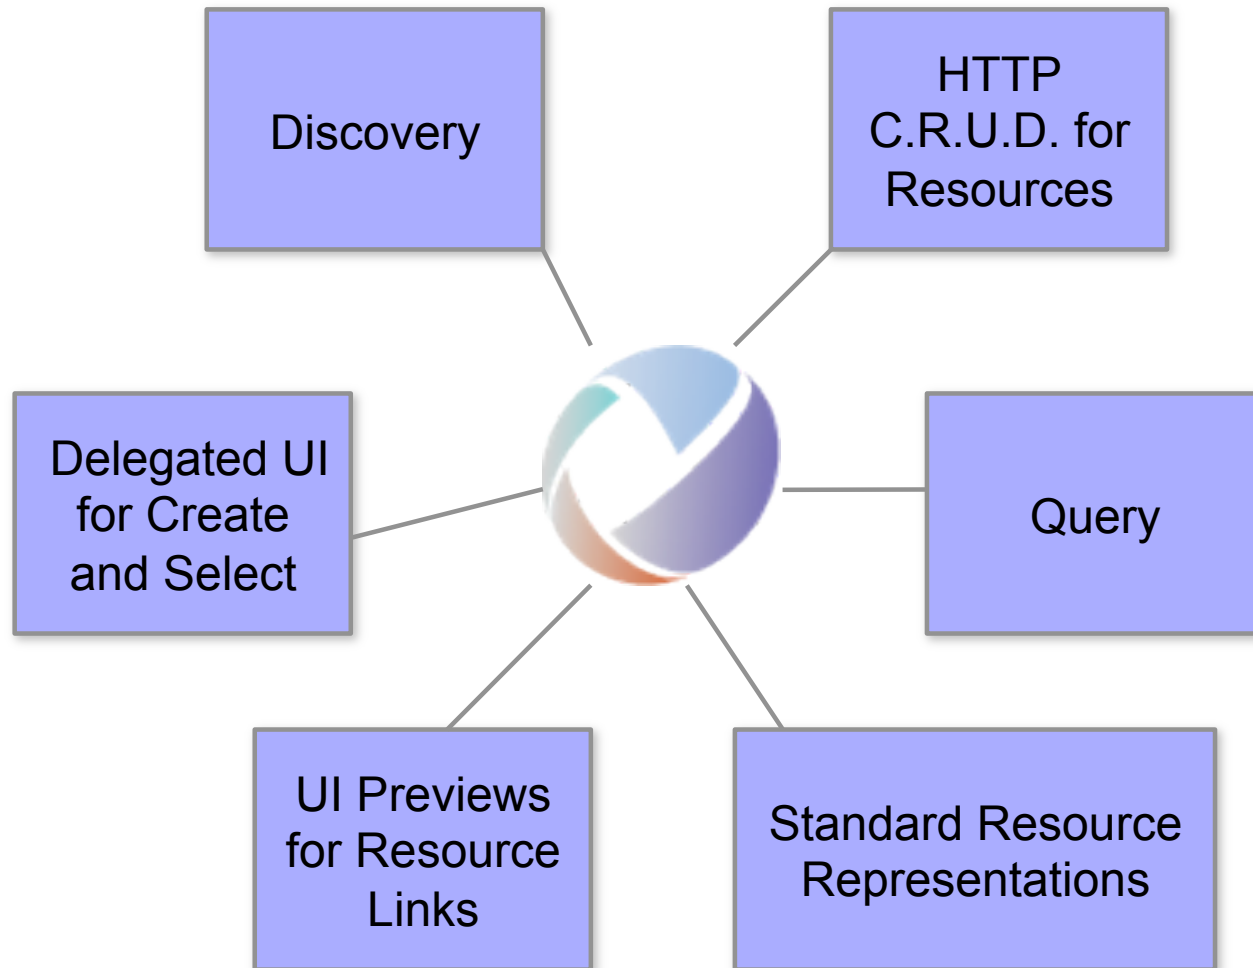 Discovery
HTTP
C.R.U.D. for
Resources
Delegated UI
for Create
and Select
Query
UI Previews
for Resource
Links
Standard Resource
Representations